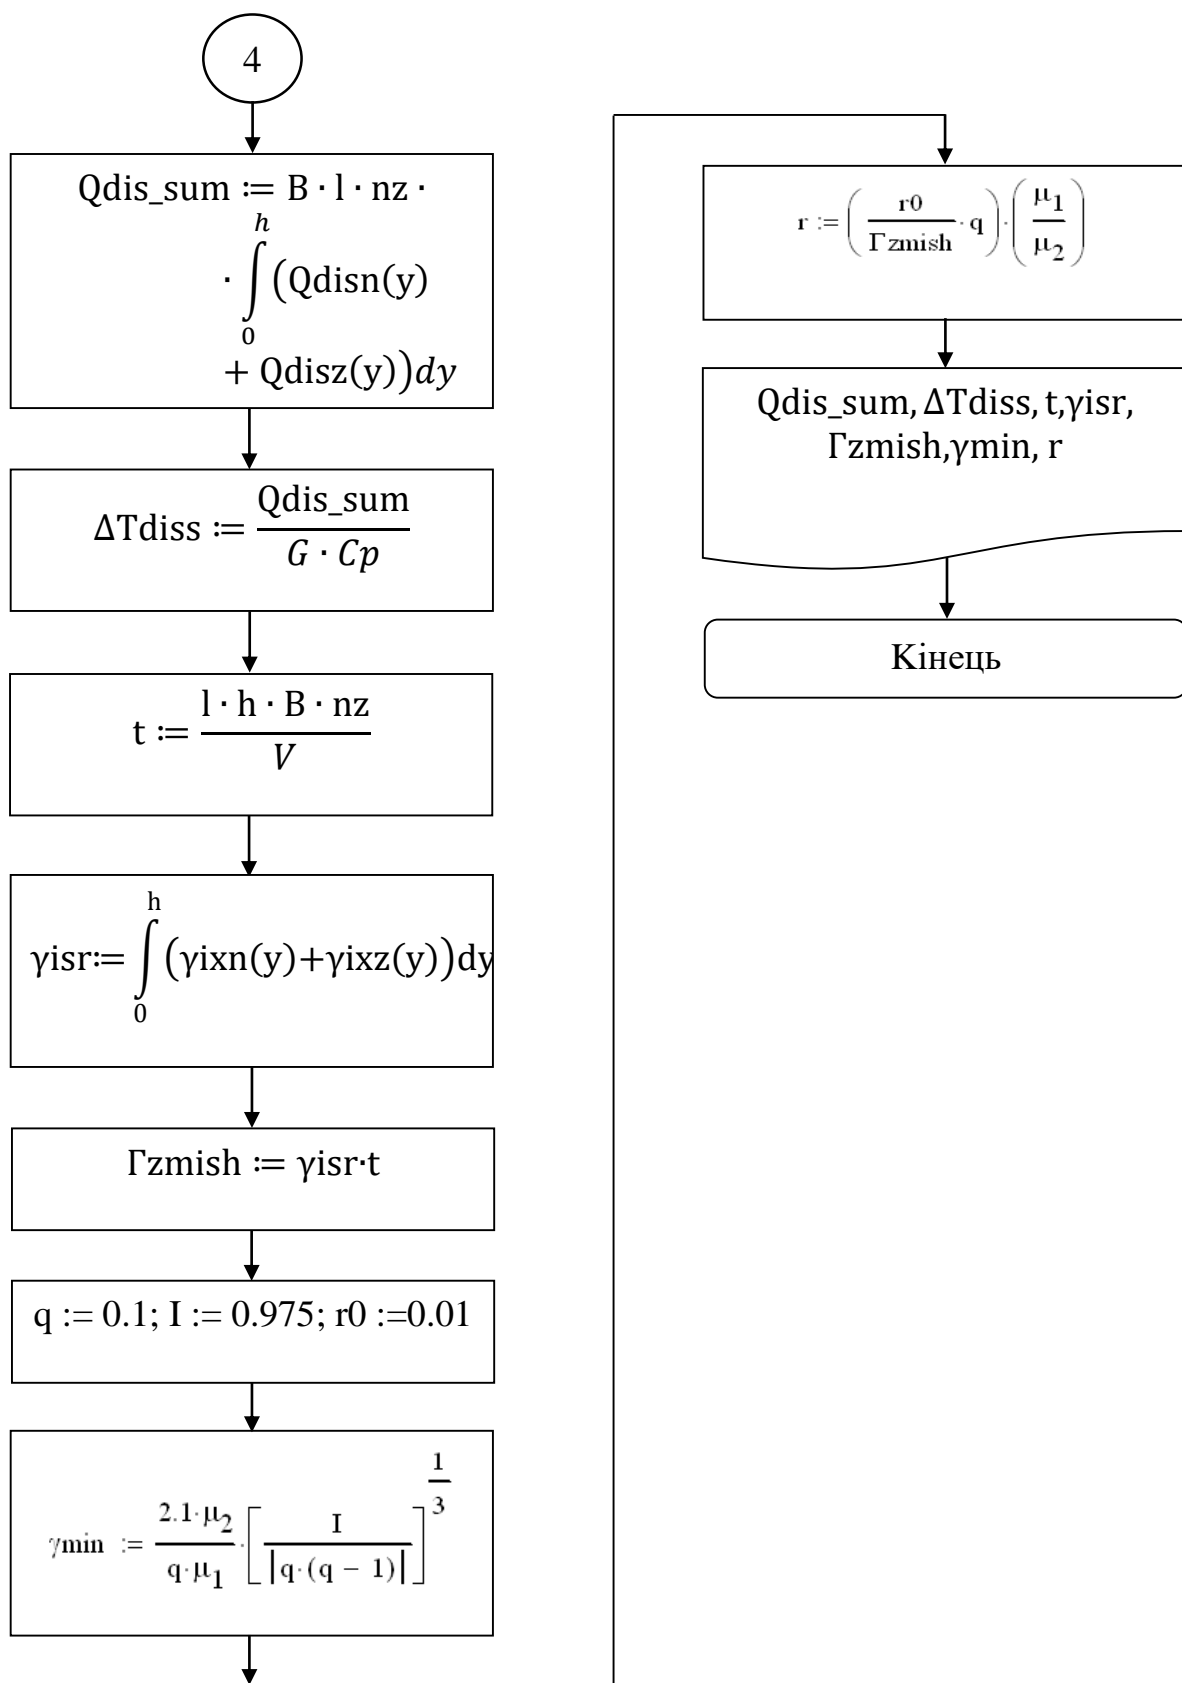 4
Qdis_sum ≔ B · l · nz ·
h
· ∫ (Qdisn(y)
0
+ Qdisz(y))dy
Qdis_sum
ΔTdiss ≔
G · Cp
l · h · B · nz
t ≔
V
h
γisr≔ ∫ (γixn(y)+γixz(y))dy
0
Γzmish ≔ γisr·t
q := 0.1; I := 0.975; r0 :=0.01
1
3
2.1·μ2 I
γmin := · [ ]
q·μ1 |q·(q − 1)|
r0 μ1
r := ( · q ) · ( )
Γzmish μ2
Qdis_sum, ΔTdiss, t,γisr,
Γzmish,γmin, r
Кінець